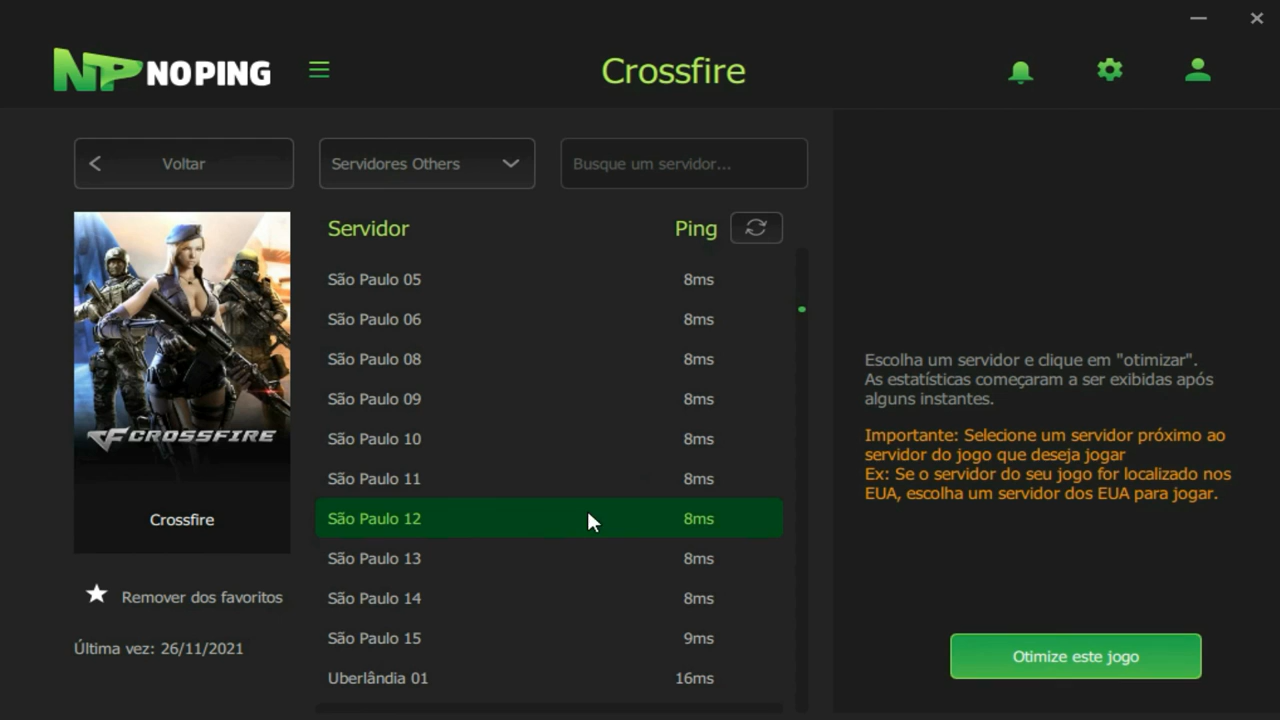 NP NOPING
Crossfire
Voltar
Servidores Others
Busque um servidor...
Servidor Ping
São Paulo 05 8ms
São Paulo 06 8ms
São Paulo 08 8ms
São Paulo 09 8ms
São Paulo 10 8ms
São Paulo 11 8ms
São Paulo 12 8ms
São Paulo 13 8ms
São Paulo 14 8ms
São Paulo 15 9ms
Uberlândia 01 16ms
CF CROSSFIRE
Crossfire
Remover dos favoritos
Última vez: 26/11/2021
Escolha um servidor e clique em "otimizar".
As estatísticas começaram a ser exibidas após
alguns instantes.
Importante: Selecione um servidor próximo ao
servidor do jogo que deseja jogar
Ex: Se o servidor do seu jogo for localizado nos
EUA, escolha um servidor dos EUA para jogar.
Otimize este jogo